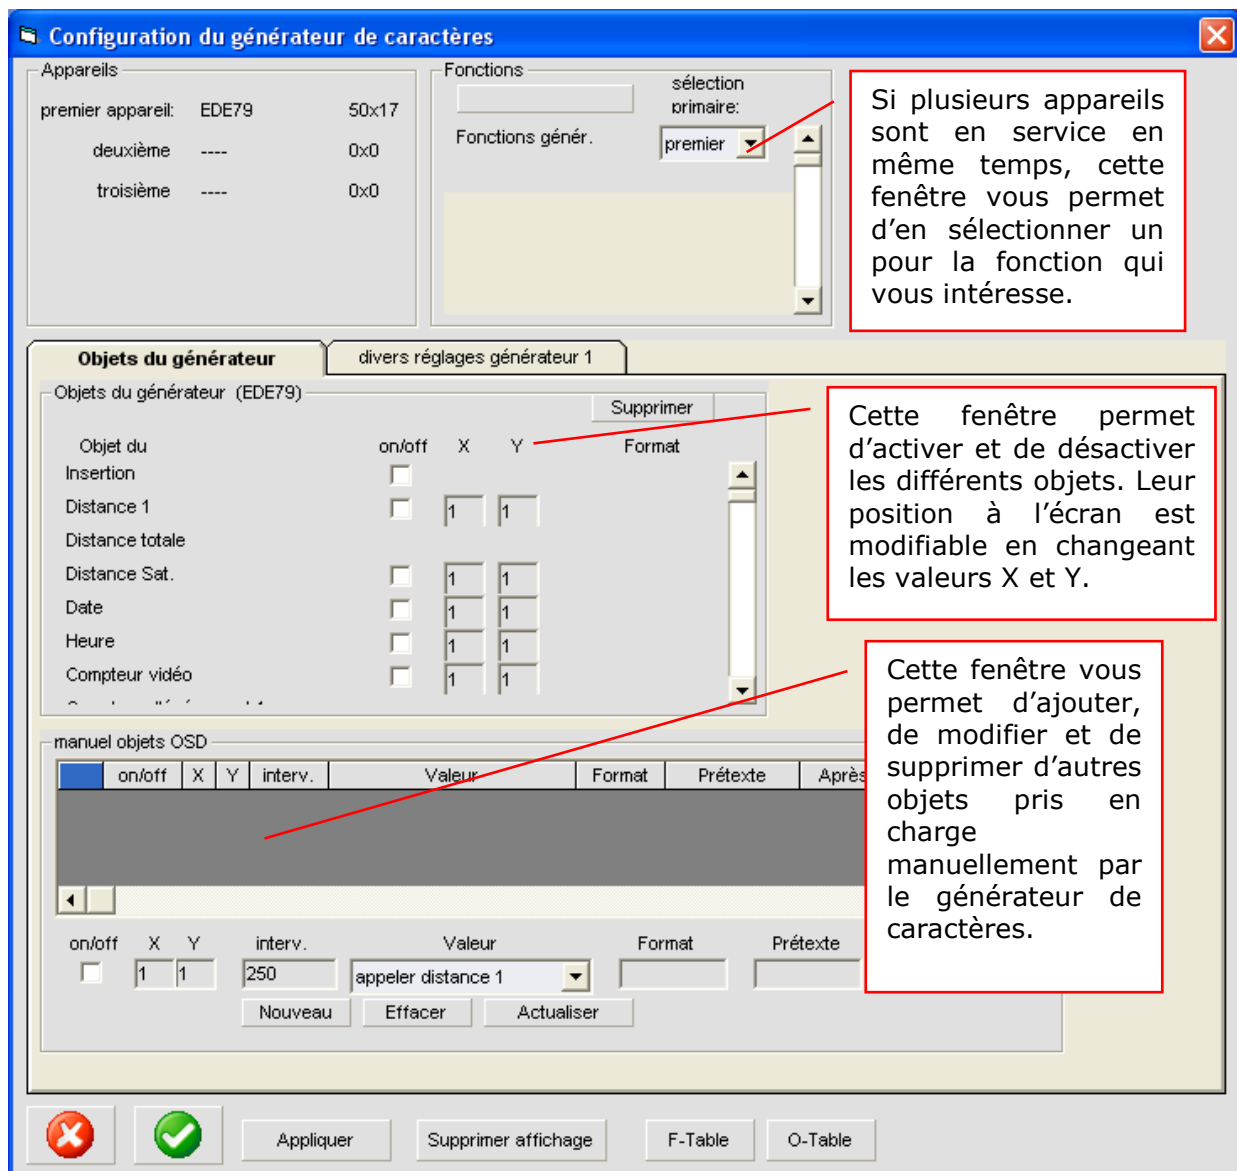 Configuration du générateur de caractères
Appareils
premier appareil: EDE79 50x17
deuxième ---- 0x0
troisième ---- 0x0
Fonctions
sélection
primaire:
Fonctions génér. premier
Si plusieurs appareils
sont en service en
même temps, cette
fenêtre vous permet
d'en sélectionner un
pour la fonction qui
vous intéresse.
Objets du générateur divers réglages générateur 1
Objets du générateur (EDE79)
Supprimer
Objet du on/off X Y Format
Insertion
Distance 1 1 1
Distance totale
Distance Sat. 1 1
Date 1 1
Heure 1 1
Compteur vidéo 1 1
Cette fenêtre permet
d'activer et de désactiver
les différents objets. Leur
position à l'écran est
modifiable en changeant
les valeurs X et Y.
manuel objets OSD
on/off X Y interv. Valeur Format Prétexte Après
Cette fenêtre vous
permet d'ajouter,
de modifier et de
supprimer d'autres
objets pris en
charge
manuellement par
le générateur de
caractères.
on/off X Y interv. Valeur Format Prétexte
1 1 250 appeler distance 1
Nouveau Effacer Actualiser
Appliquer Supprimer affichage F-Table O-Table